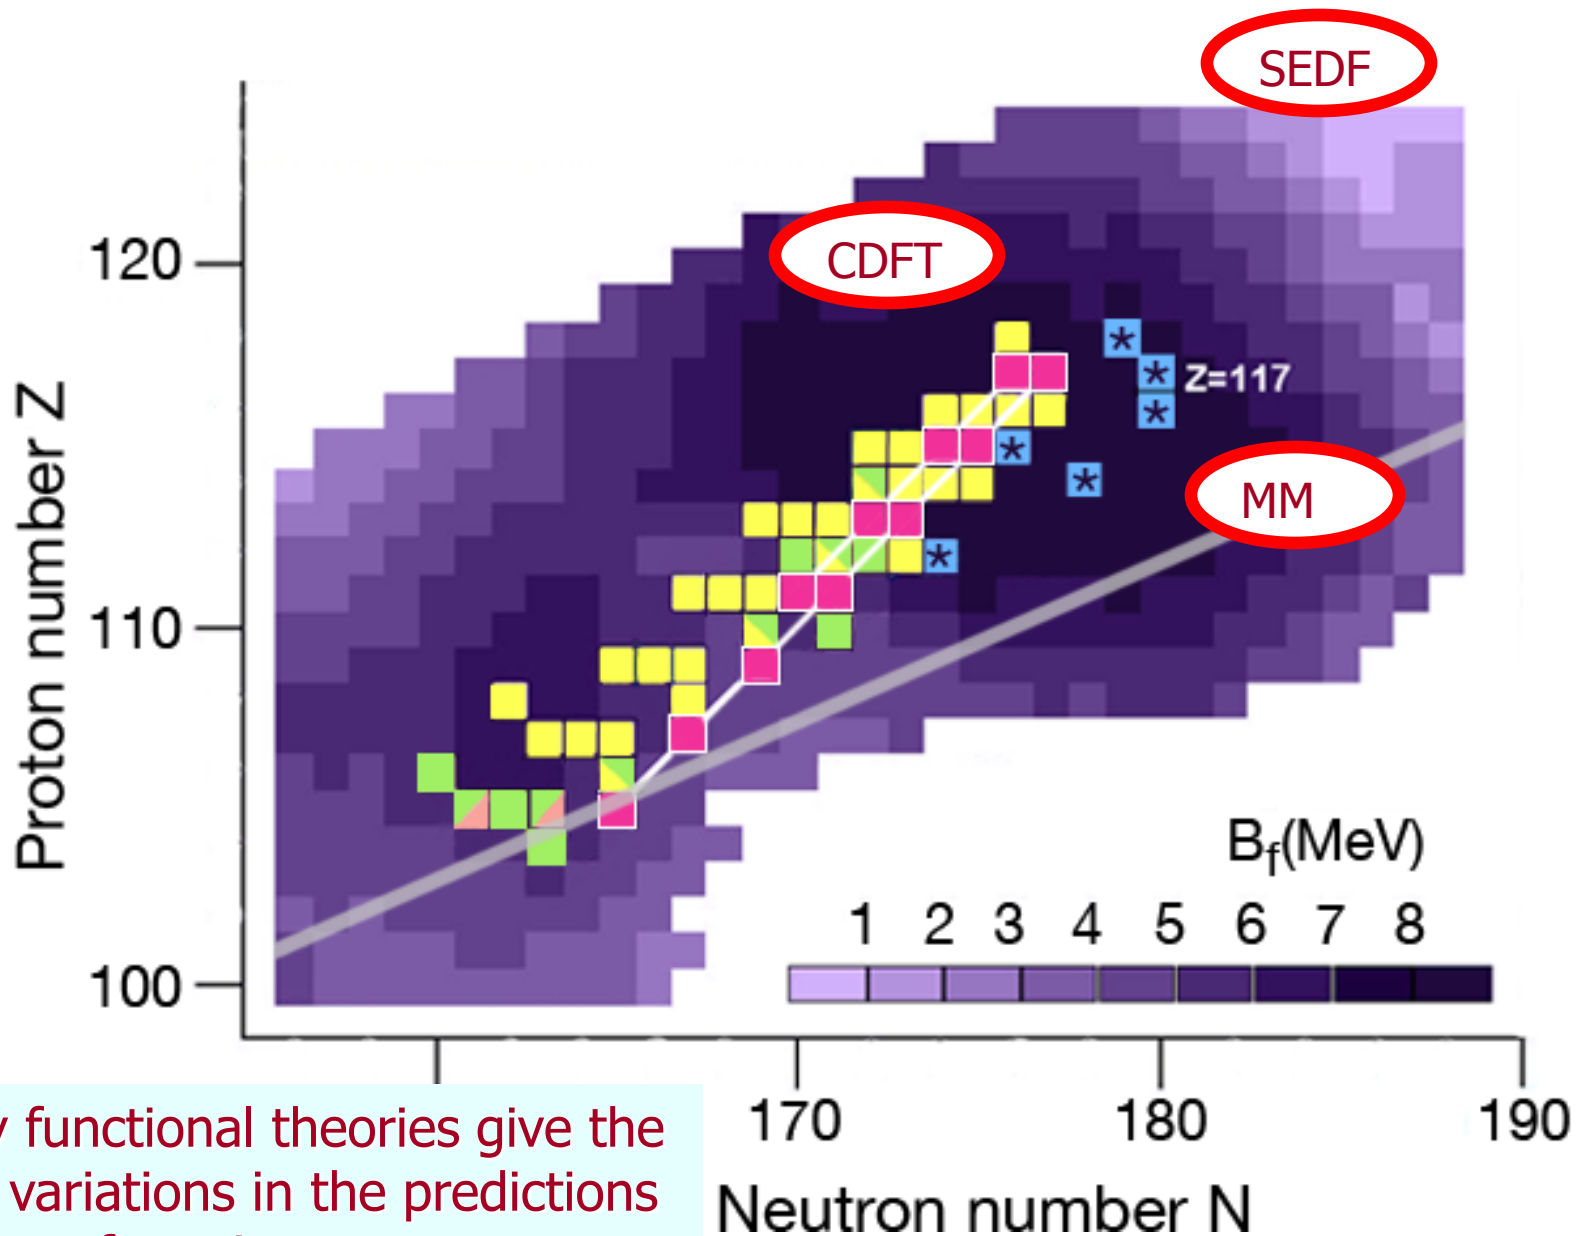 SEDF
120
CDFT
* Z=117
*
*
*
*
MM
*
110
Proton number Z
Bf(MeV)
1 2 3 4 5 6 7 8
100
170 180 190
Neutron number N
functional theories give the
variations in the predictions